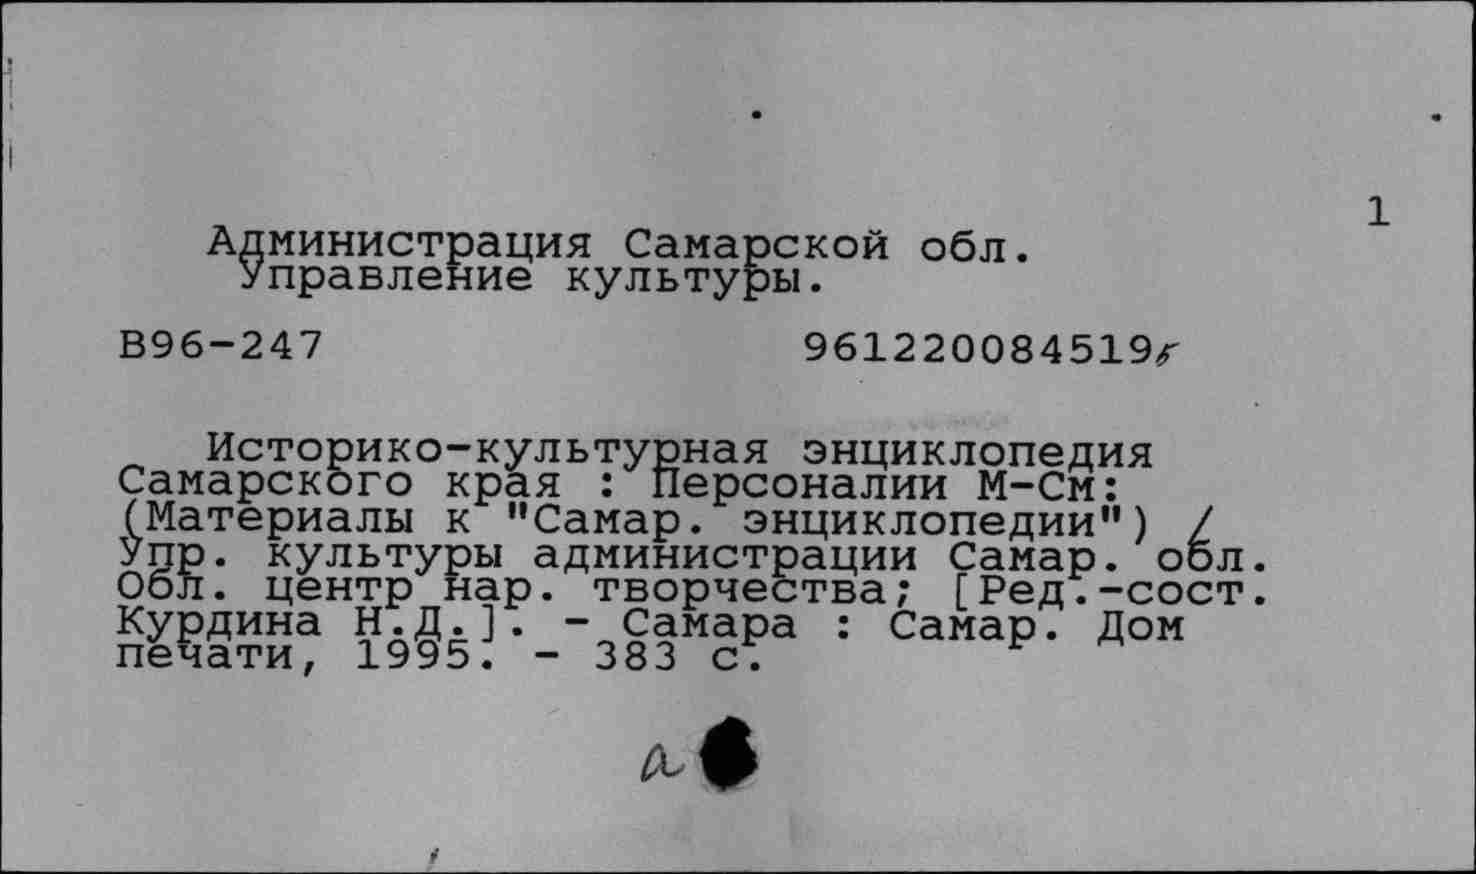 1
Администрация Самарской обл.
Управление культуры.
В96-247 961220084519г
Историко-культурная энциклопедия
Самарского края : Персоналии М-См:
(Материалы к "Самар. энциклопедии") /
Упр. культуры администрации Самар. обл.
Обл. центр нар. творчества; [Ред.-сост.
Курдина Н.Д.]. - Самара : Самар. Дом
печати, 1995. - 383 с.
а